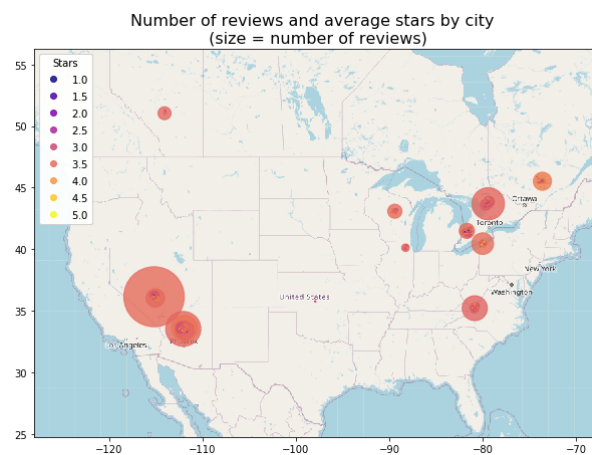 Number of reviews and average stars by city
(size = number of reviews)
55
50
45
40
35
30
25
Stars
1.0
1.5
2.0
2.5
3.0
3.5
4.0
4.5
5.0
Ottawa
Toronto
New York
Washington
United States
Los Angeles
−120
−110
−100
−90
−80
−70